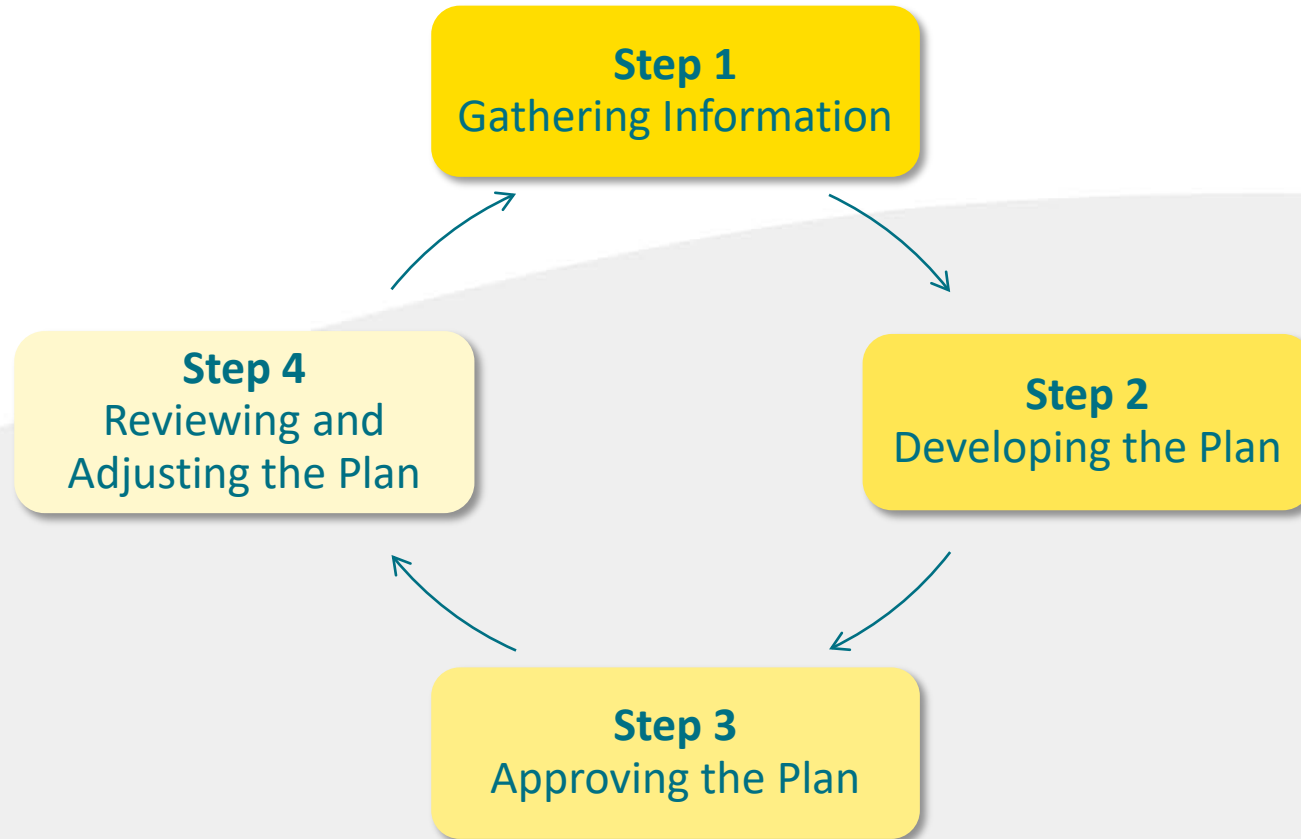 Step 1
Gathering Information
Step 2
Developing the Plan
Step 3
Approving the Plan
Step 4
Reviewing and
Adjusting the Plan